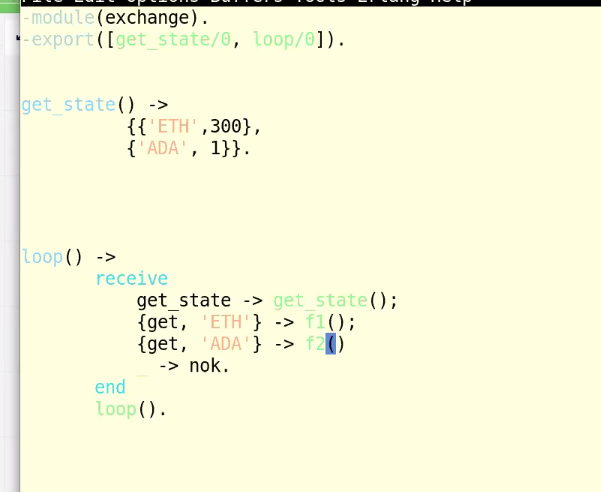 File Edit Options Buffers Tools Erlang Help
-module(exchange).
-export([get_state/0, loop/0]).
get_state() ->
{{'ETH',300},
{'ADA', 1}}.
loop() ->
receive
get_state -> get_state();
{get, 'ETH'} -> f1();
{get, 'ADA'} -> f2()
_ -> nok.
end
loop().